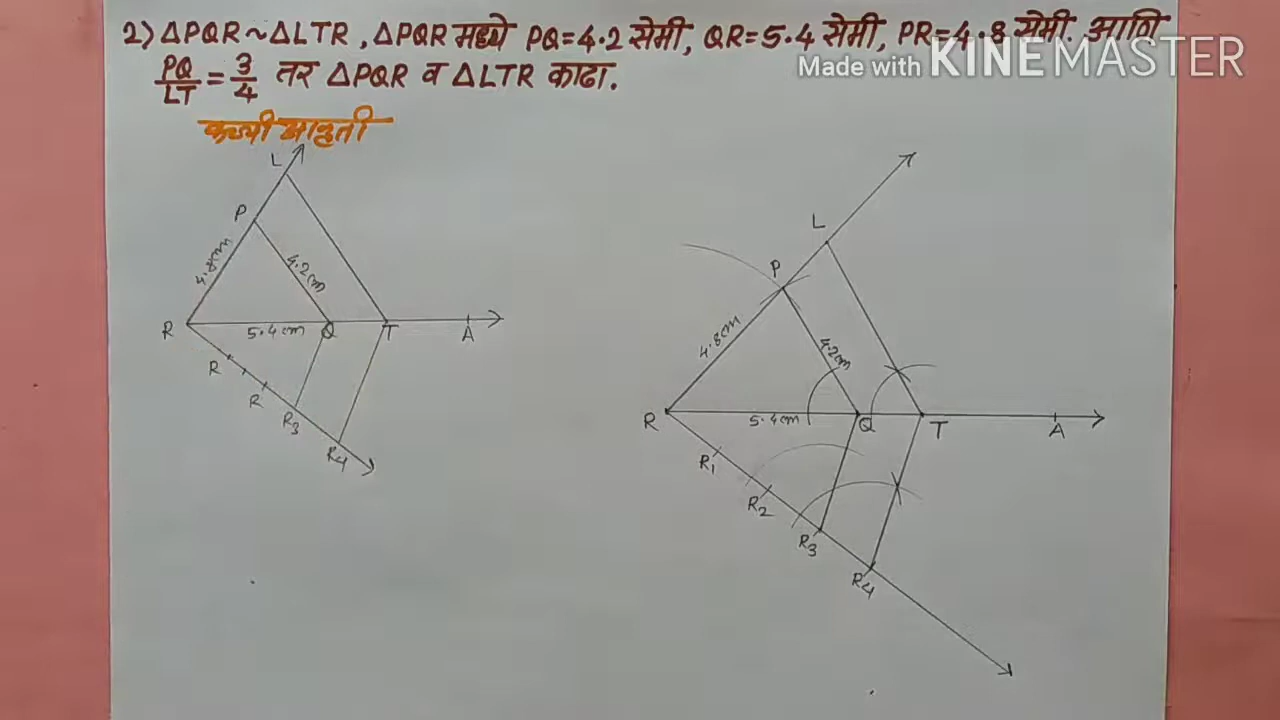 2) ΔPQR ~ ΔLTR , ΔPQR मध्ये PQ=4.2 सेमी, QR=5.4 सेमी, PR=4.8 सेमी. आणि
Made with KINEMASTER
PQ/LT = 3/4 तर ΔPQR व ΔLTR काढा.
कच्ची आकृती
L
P
4.8cm
4.2cm
R
5.4cm
Q
T
A
R
R
R3
R4
L
P
4.8cm
4.2cm
R
5.4cm
Q
T
A
R1
R2
R3
R4